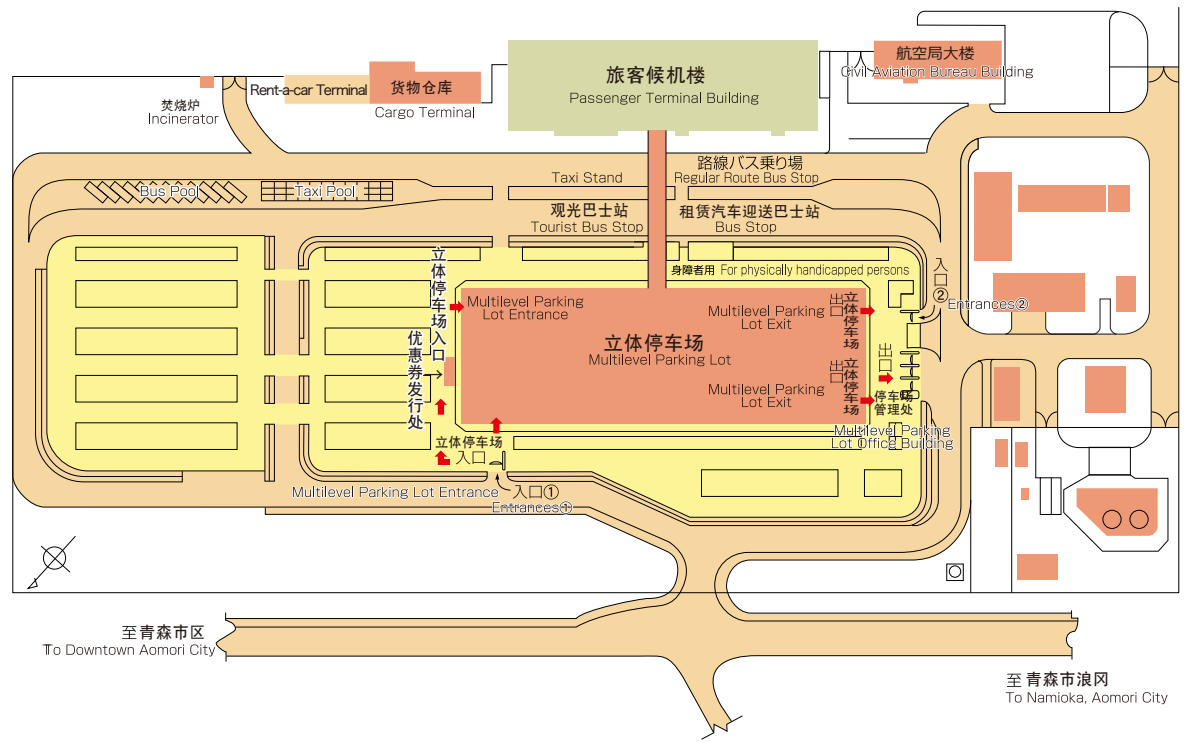 航空局大楼
Civil Aviation Bureau Building
旅客候机楼
Passenger Terminal Building
Rent-a-car Terminal
货物仓库
Cargo Terminal
焚烧炉
Incinerator
路線バス乗り場
Regular Route Bus Stop
Taxi Stand
Bus Pool
Taxi Pool
观光巴士站
Tourist Bus Stop
租赁汽车迎送巴士站
Bus Stop
身障者用 For physically handicapped persons
立体停车场入口
Multilevel Parking
Lot Entrance
优惠券发行处
立体停车场
Multilevel Parking Lot
立体停车场
出口
Multilevel Parking
Lot Exit
立体停车场
出口
Multilevel Parking
Lot Exit
入口②
Entrances②
出口
停车场
管理处
Multilevel Parking
Lot Office Building
立体停车场
入口
Multilevel Parking Lot Entrance
入口①
Entrances①
至青森市区
To Downtown Aomori City
至青森市浪冈
To Namioka, Aomori City